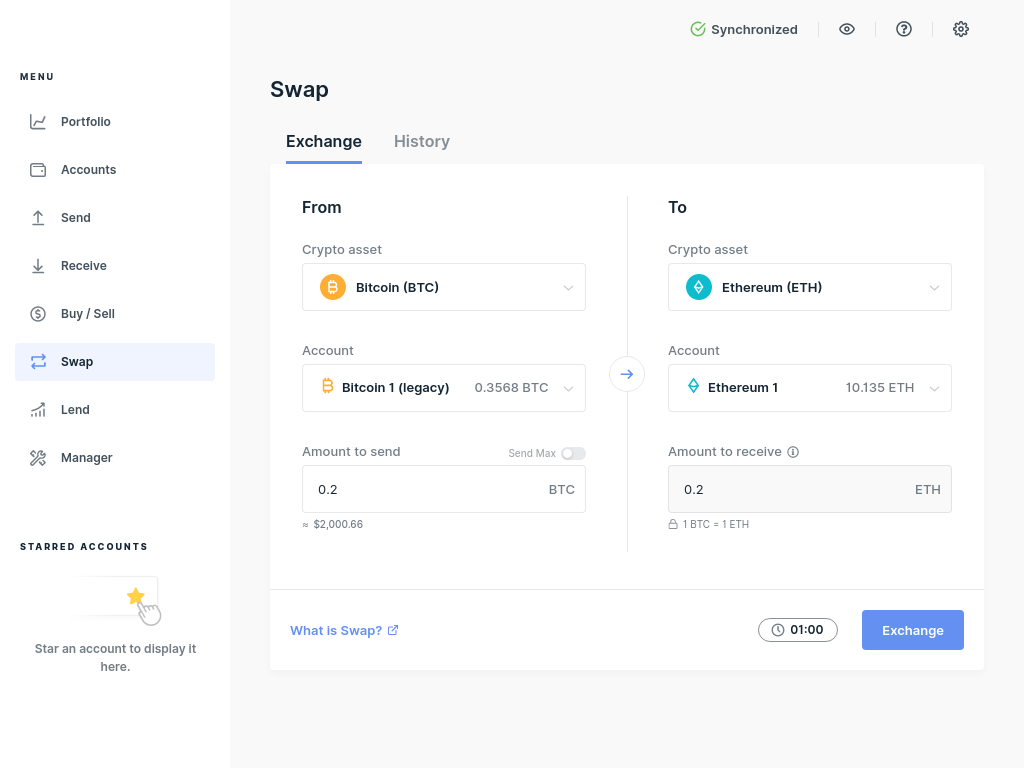 Synchronized
MENU
Portfolio
Accounts
Send
Receive
Buy / Sell
Swap
Lend
Manager
STARRED ACCOUNTS
Star an account to display it
here.
Swap
Exchange History
From
Crypto asset
Bitcoin (BTC)
Account
Bitcoin 1 (legacy) 0.3568 BTC
Amount to send Send Max
0.2 BTC
≈ $2,000.66
To
Crypto asset
Ethereum (ETH)
Account
Ethereum 1 10.135 ETH
Amount to receive
0.2 ETH
1 BTC = 1 ETH
What is Swap? 01:00 Exchange